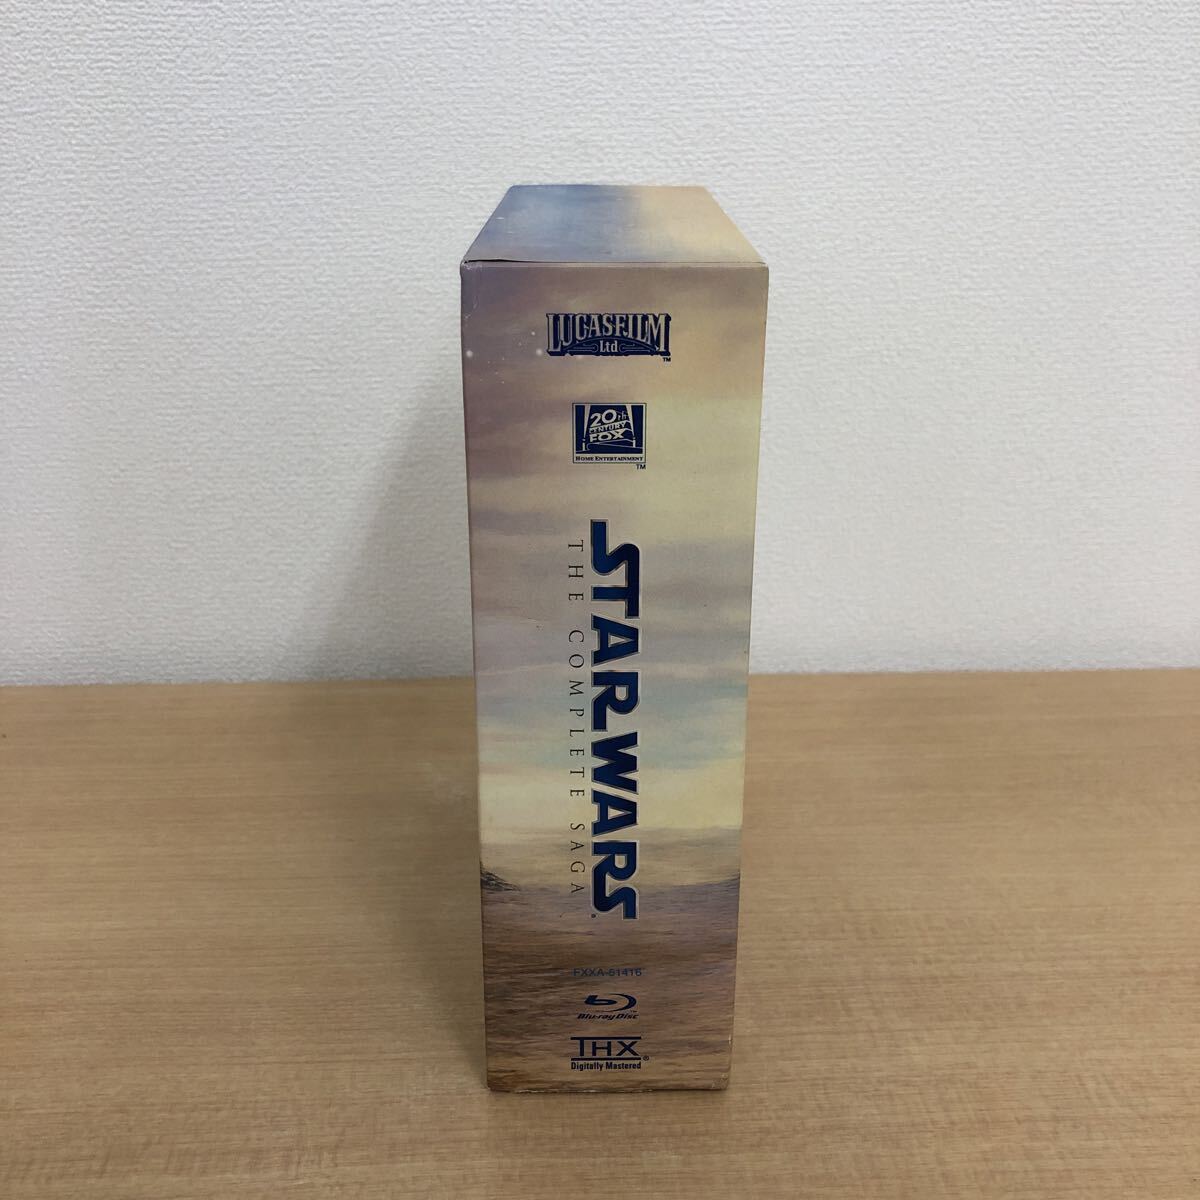 LUCASFILM
Ltd
™
20th
CENTURY
FOX
HOME ENTERTAINMENT
™
STAR WARS®
THE COMPLETE SAGA
FXXA-51416
Blu-ray Disc™
THX®
Digitally Mastered